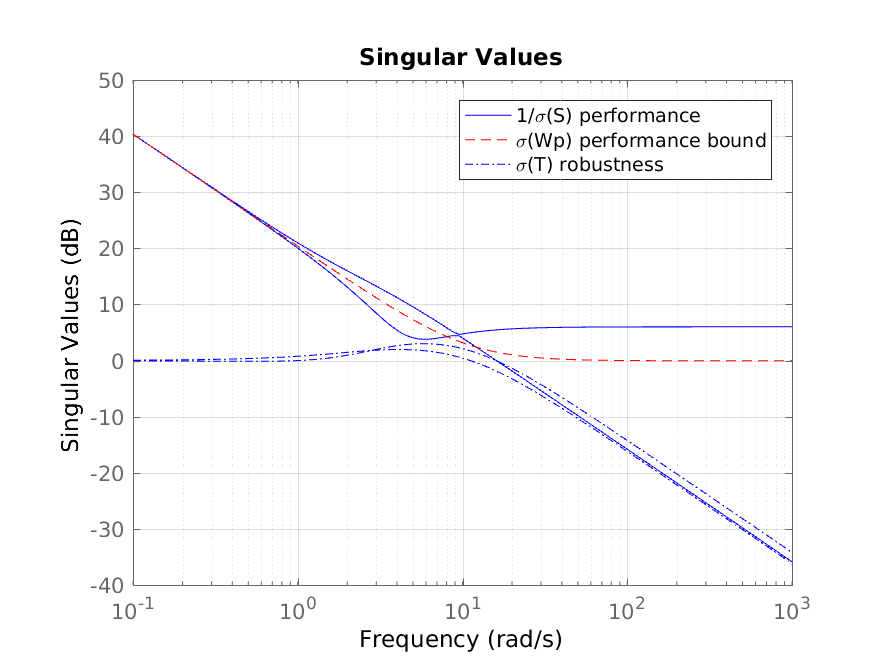 Singular Values
50
40
30
20
10
0
-10
-20
-30
-40
Singular Values (dB)
1/σ(S) performance
σ(Wp) performance bound
σ(T) robustness
10^-1 10^0 10^1 10^2 10^3
Frequency (rad/s)